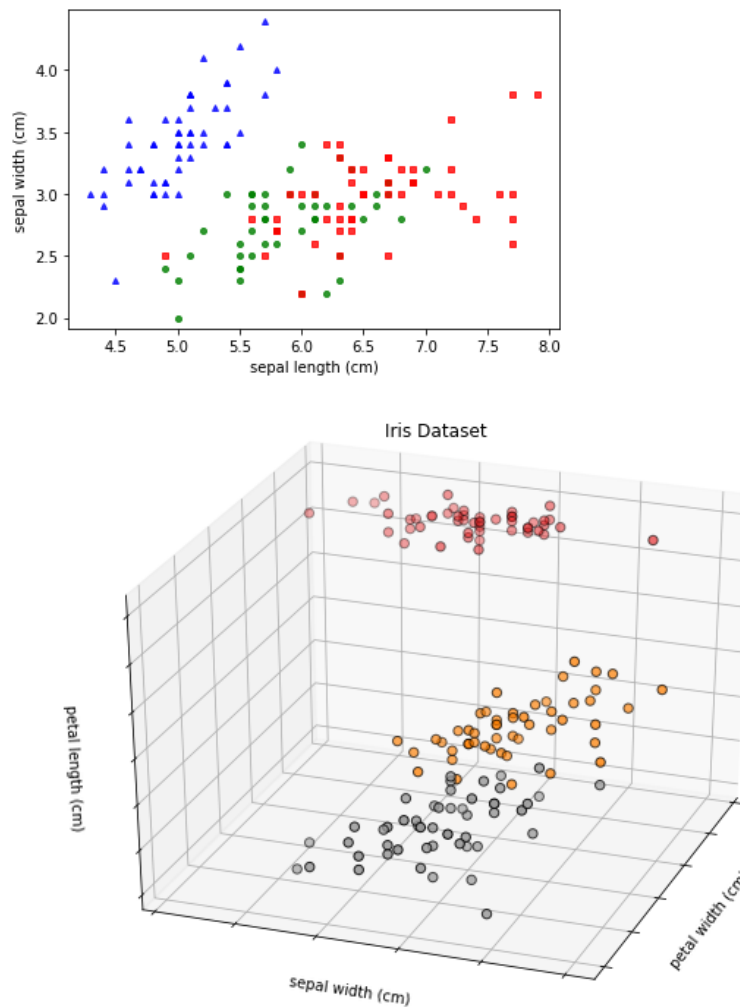 4.0
3.5
3.0
2.5
2.0
sepal width (cm)
4.5 5.0 5.5 6.0 6.5 7.0 7.5 8.0
sepal length (cm)
Iris Dataset
petal length (cm)
petal width (cm)
sepal width (cm)